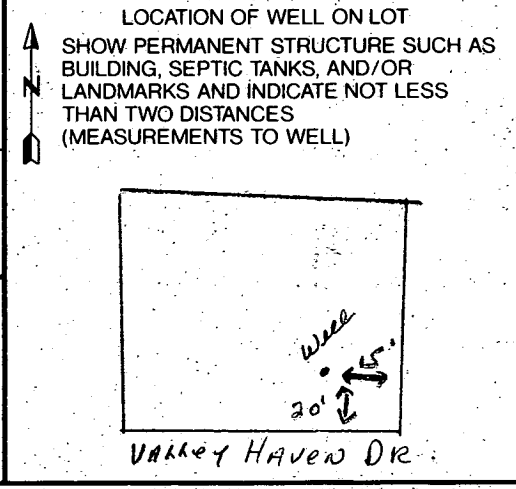 LOCATION OF WELL ON LOT
SHOW PERMANENT STRUCTURE SUCH AS
BUILDING, SEPTIC TANKS, AND/OR
N LANDMARKS AND INDICATE NOT LESS
THAN TWO DISTANCES
(MEASUREMENTS TO WELL)
Well
15'
20'
VALLEY HAVEN DR.